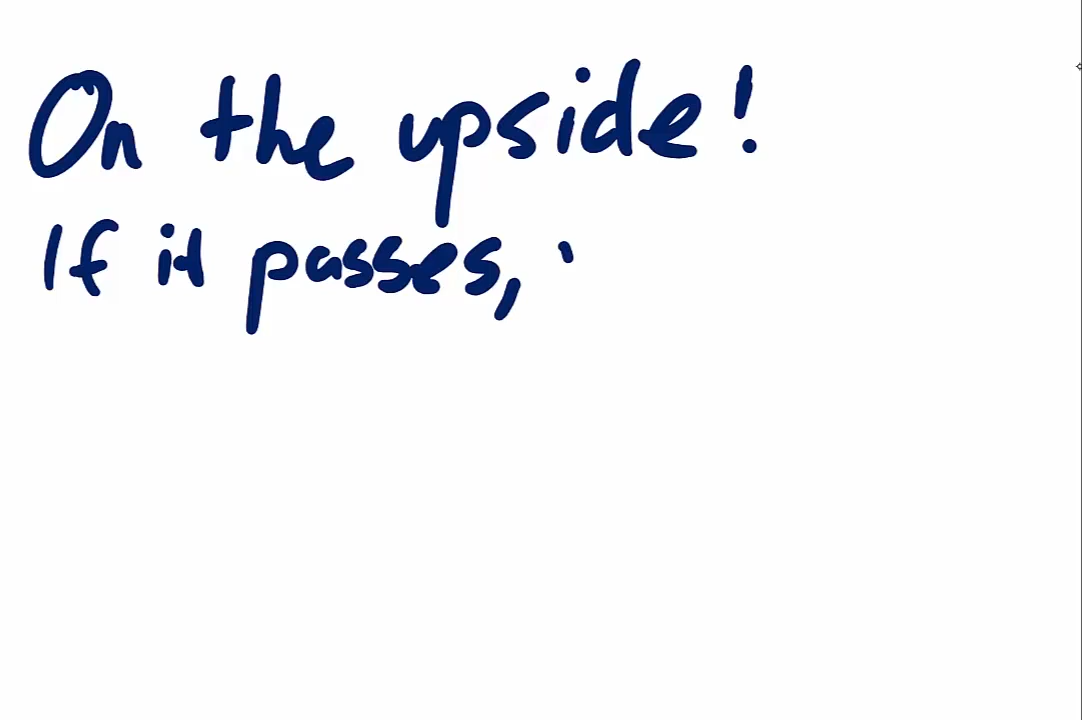 On the upside!
If it passes,